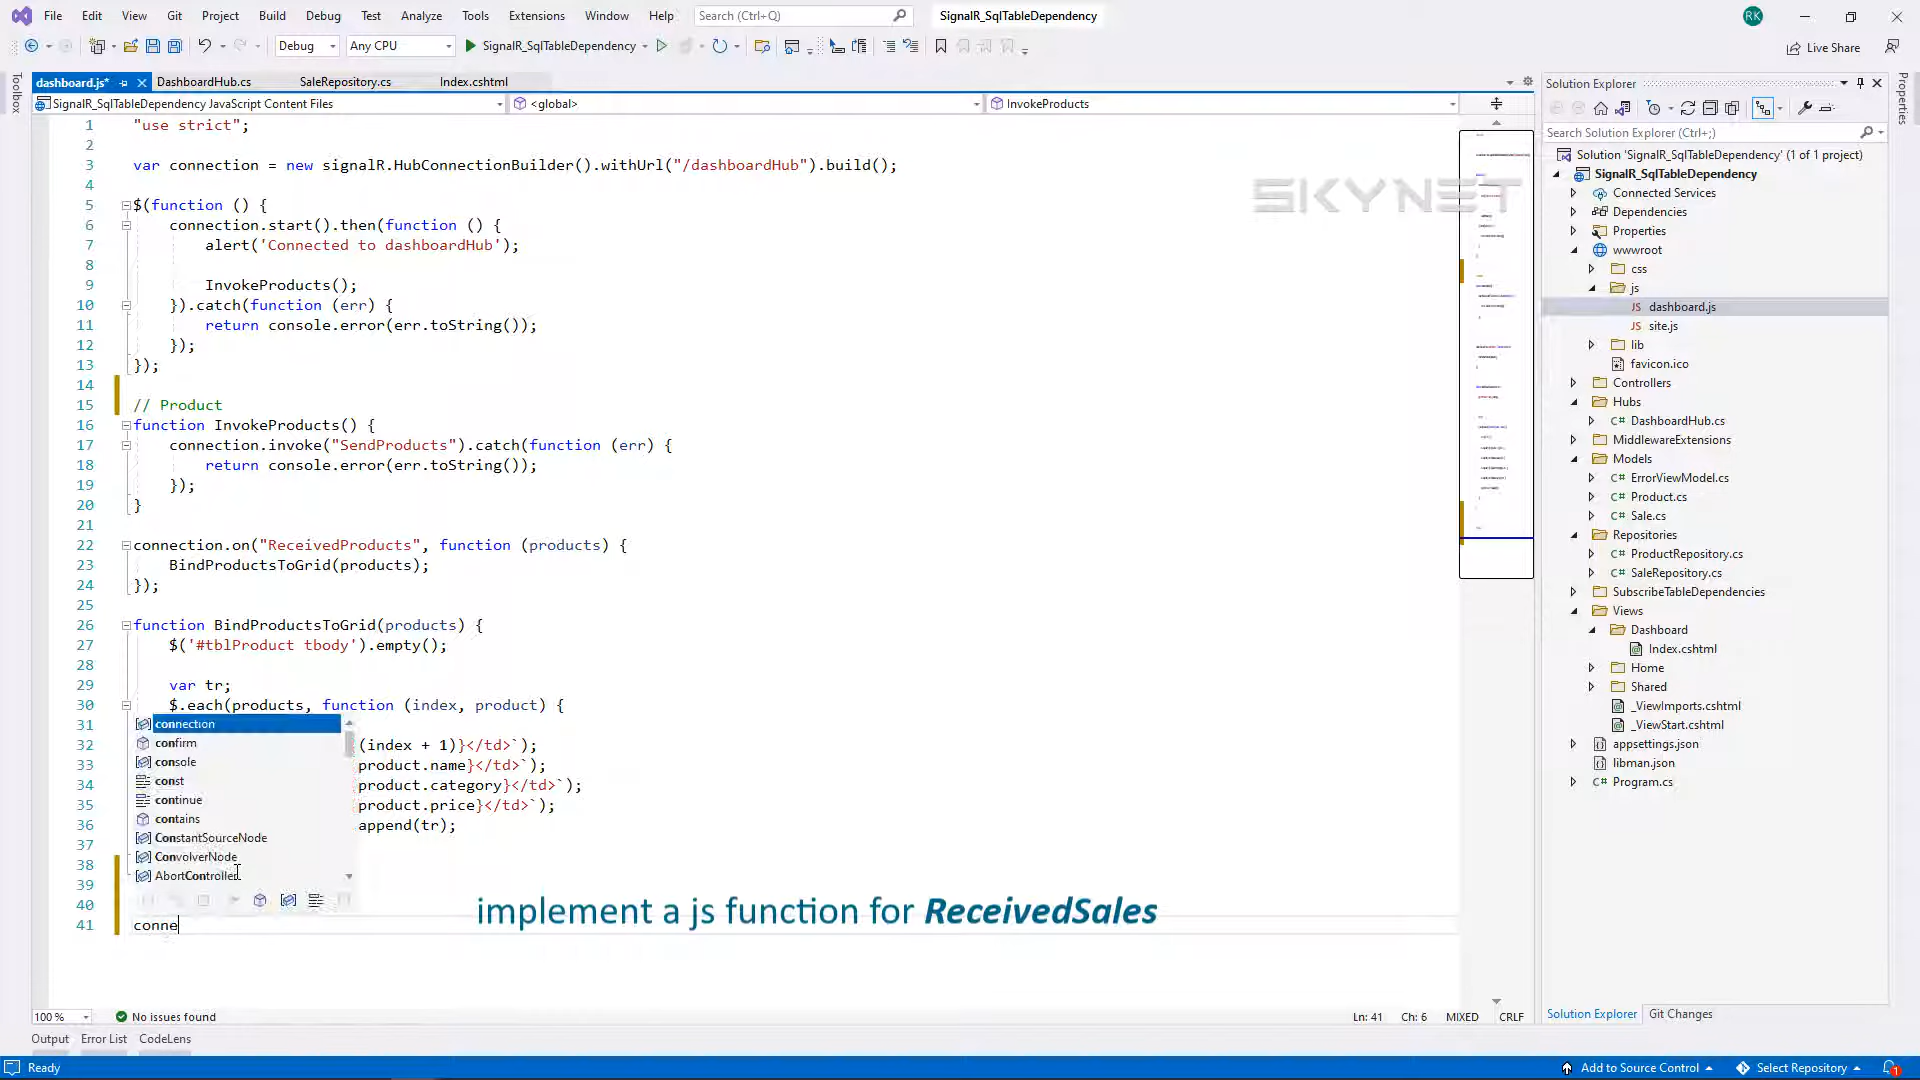 File Edit View Git Project Build Debug Test Analyze Tools Extensions Window Help Search (Ctrl+Q) SignalR_SqlTableDependency RK
Debug Any CPU SignalR_SqlTableDependency Live Share
Toolbox
dashboard.js* DashboardHub.cs SaleRepository.cs Index.cshtml
SignalR_SqlTableDependency JavaScript Content Files <global> InvokeProducts
1 "use strict";
2
3 var connection = new signalR.HubConnectionBuilder().withUrl("/dashboardHub").build();
4
5 $(function () {
6 connection.start().then(function () {
7 alert('Connected to dashboardHub');
8
9 InvokeProducts();
10 }).catch(function (err) {
11 return console.error(err.toString());
12 });
13 });
14
15 // Product
16 function InvokeProducts() {
17 connection.invoke("SendProducts").catch(function (err) {
18 return console.error(err.toString());
19 });
20 }
21
22 connection.on("ReceivedProducts", function (products) {
23 BindProductsToGrid(products);
24 });
25
26 function BindProductsToGrid(products) {
27 $('#tblProduct tbody').empty();
28
29 var tr;
30 $.each(products, function (index, product) {
31
32 (index + 1)}</td>`);
33 product.name}</td>`);
34 product.category}</td>`);
35 product.price}</td>`);
36 append(tr);
37
38
39
40
41 conne
connection
confirm
console
const
continue
contains
ConstantSourceNode
ConvolverNode
AbortController
implement a js function for ReceivedSales
SKYNET
100 % No issues found Ln: 41 Ch: 6 MIXED CRLF
Output Error List CodeLens
Solution Explorer
Search Solution Explorer (Ctrl+;)
Solution 'SignalR_SqlTableDependency' (1 of 1 project)
SignalR_SqlTableDependency
Connected Services
Dependencies
Properties
wwwroot
css
js
JS dashboard.js
JS site.js
lib
favicon.ico
Controllers
Hubs
C# DashboardHub.cs
MiddlewareExtensions
Models
C# ErrorViewModel.cs
C# Product.cs
C# Sale.cs
Repositories
C# ProductRepository.cs
C# SaleRepository.cs
SubscribeTableDependencies
Views
Dashboard
Index.cshtml
Home
Shared
_ViewImports.cshtml
_ViewStart.cshtml
appsettings.json
libman.json
C# Program.cs
Solution Explorer Git Changes
Properties
Ready Add to Source Control Select Repository 1